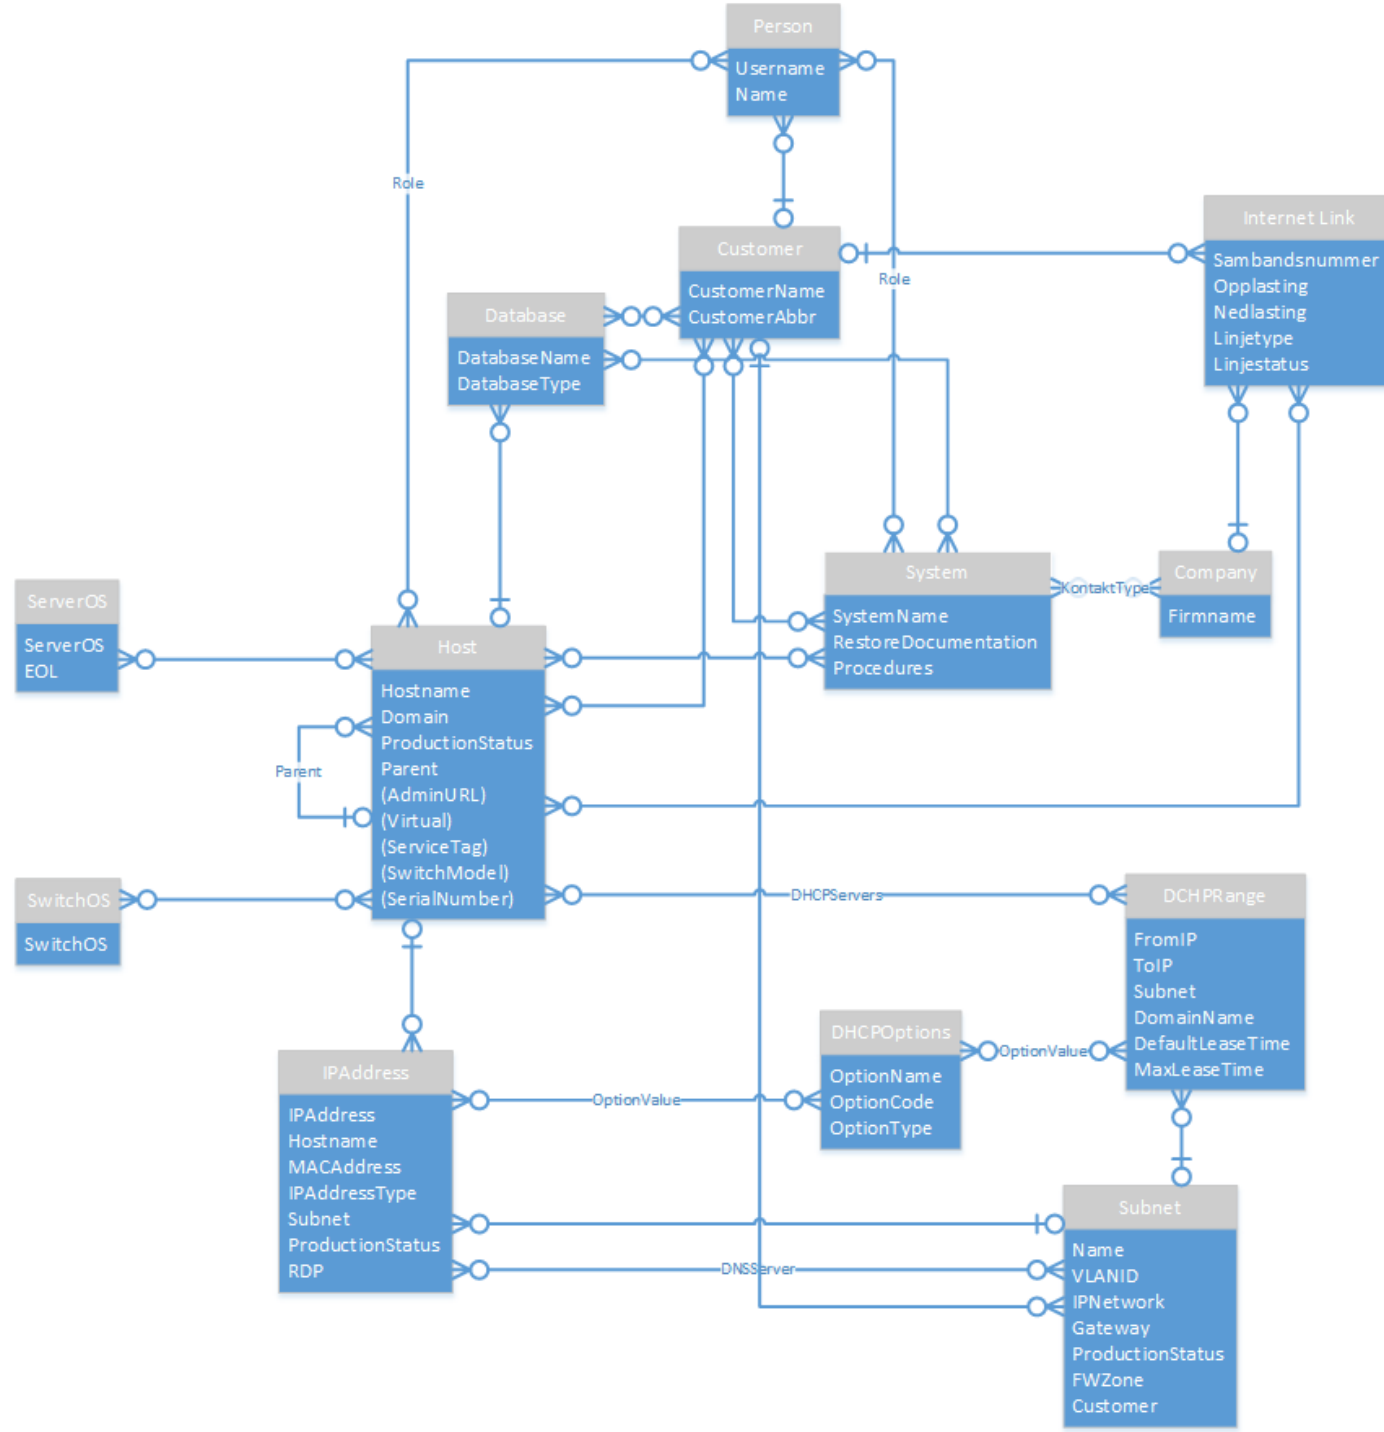 Person
Username
Name
Role
Internet Link
Sambandsnummer
Opplasting
Nedlasting
Linjetype
Linjestatus
Customer
CustomerName
CustomerAbbr
Role
Database
DatabaseName
DatabaseType
System
SystemName
RestoreDocumentation
Procedures
KontaktType
Company
Firmname
ServerOS
ServerOS
EOL
Host
Hostname
Domain
ProductionStatus
Parent
(AdminURL)
(Virtual)
(ServiceTag)
(SwitchModel)
(SerialNumber)
Parent
SwitchOS
SwitchOS
DHCPServers
DCHPRange
FromIP
ToIP
Subnet
DomainName
DefaultLeaseTime
MaxLeaseTime
DHCPOptions
OptionName
OptionCode
OptionType
OptionValue
IPAddress
IPAddress
Hostname
MACAddress
IPAddressType
Subnet
ProductionStatus
RDP
OptionValue
DNSServer
Subnet
Name
VLANID
IPNetwork
Gateway
ProductionStatus
FWZone
Customer